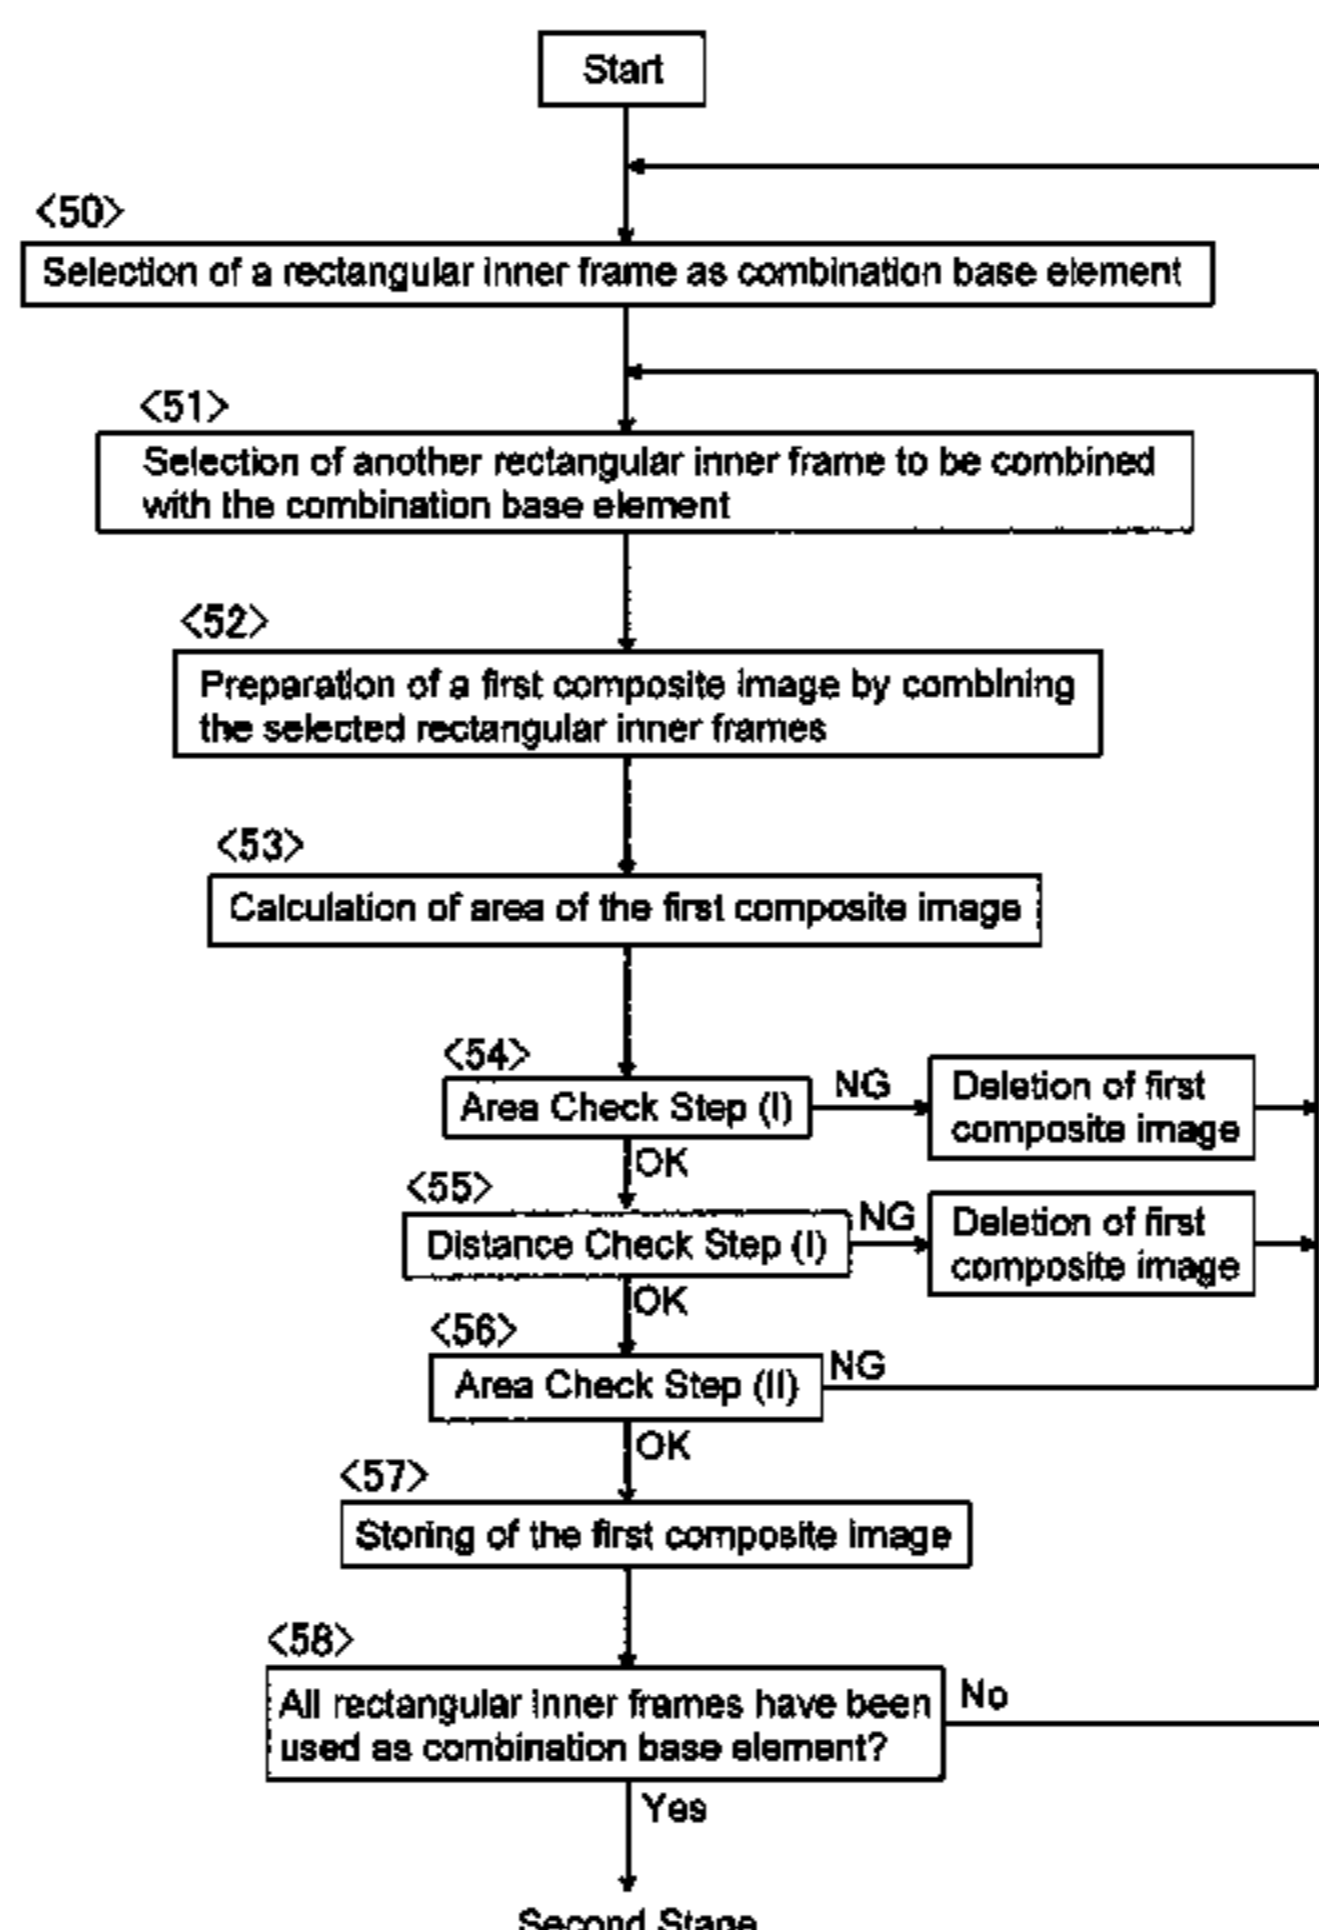 Start
<50>
Selection of a rectangular inner frame as combination base element
<51>
Selection of another rectangular inner frame to be combined
with the combination base element
<52>
Preparation of a first composite image by combining
the selected rectangular inner frames
<53>
Calculation of area of the first composite image
<54>
Area Check Step (I)
NG
Deletion of first
composite image
OK
<55>
Distance Check Step (I)
NG
Deletion of first
composite image
OK
<56>
Area Check Step (II)
NG
OK
<57>
Storing of the first composite image
<58>
All rectangular inner frames have been
used as combination base element?
No
Yes
Second Stage